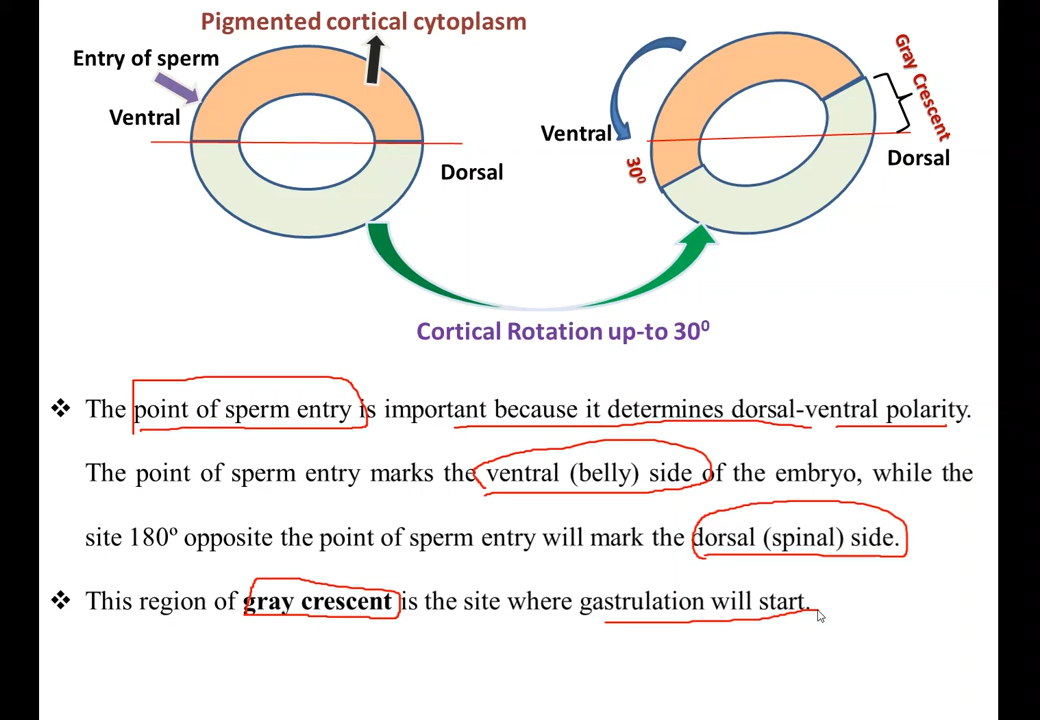 Pigmented cortical cytoplasm
Entry of sperm
Ventral
Dorsal
Ventral
30⁰
Gray Crescent
Dorsal
Cortical Rotation up-to 30⁰
❖ The point of sperm entry is important because it determines dorsal-ventral polarity.
The point of sperm entry marks the ventral (belly) side of the embryo, while the
site 180º opposite the point of sperm entry will mark the dorsal (spinal) side.
❖ This region of gray crescent is the site where gastrulation will start.